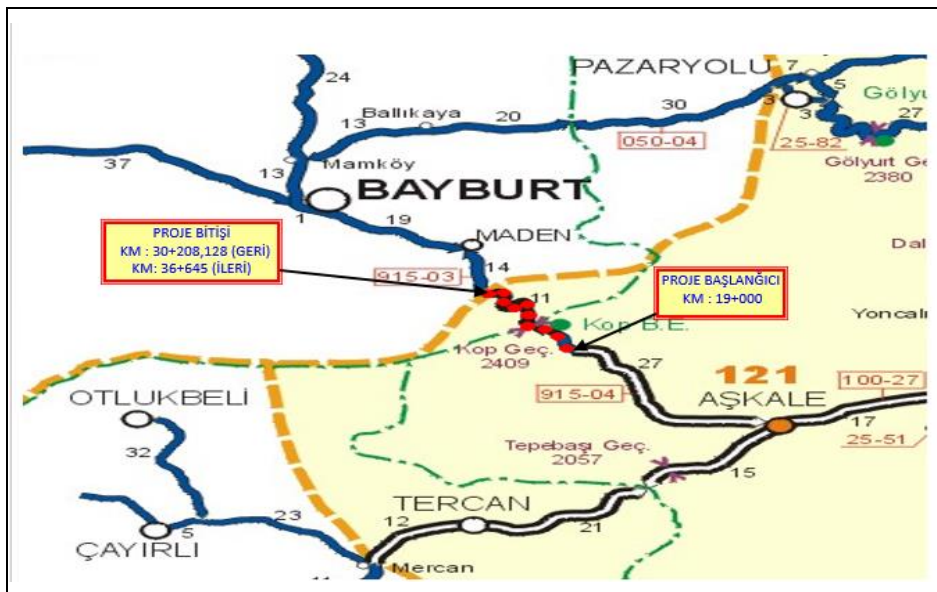 PAZARYOLU
7
5
24
Ballıkaya
13
20
30
3
3
Gölyu
27
050-04
25-82
Gölyurt Ge
2380
37
13
Mamköy
BAYBURT
1
19
MADEN
PROJE BİTİŞİ
KM : 30+208,128 (GERİ)
KM: 36+645 (İLERİ)
915-03
14
11
PROJE BAŞLANGICI
KM : 19+000
Dal
Yoncalı
Kop B.E.
Kop Geç.
2409
27
121
100-27
OTLUKBELİ
915-04
AŞKALE
17
25-51
Tepebaşı Geç.
2057
15
32
TERCAN
12
21
23
5
ÇAYIRLI
Mercan
11